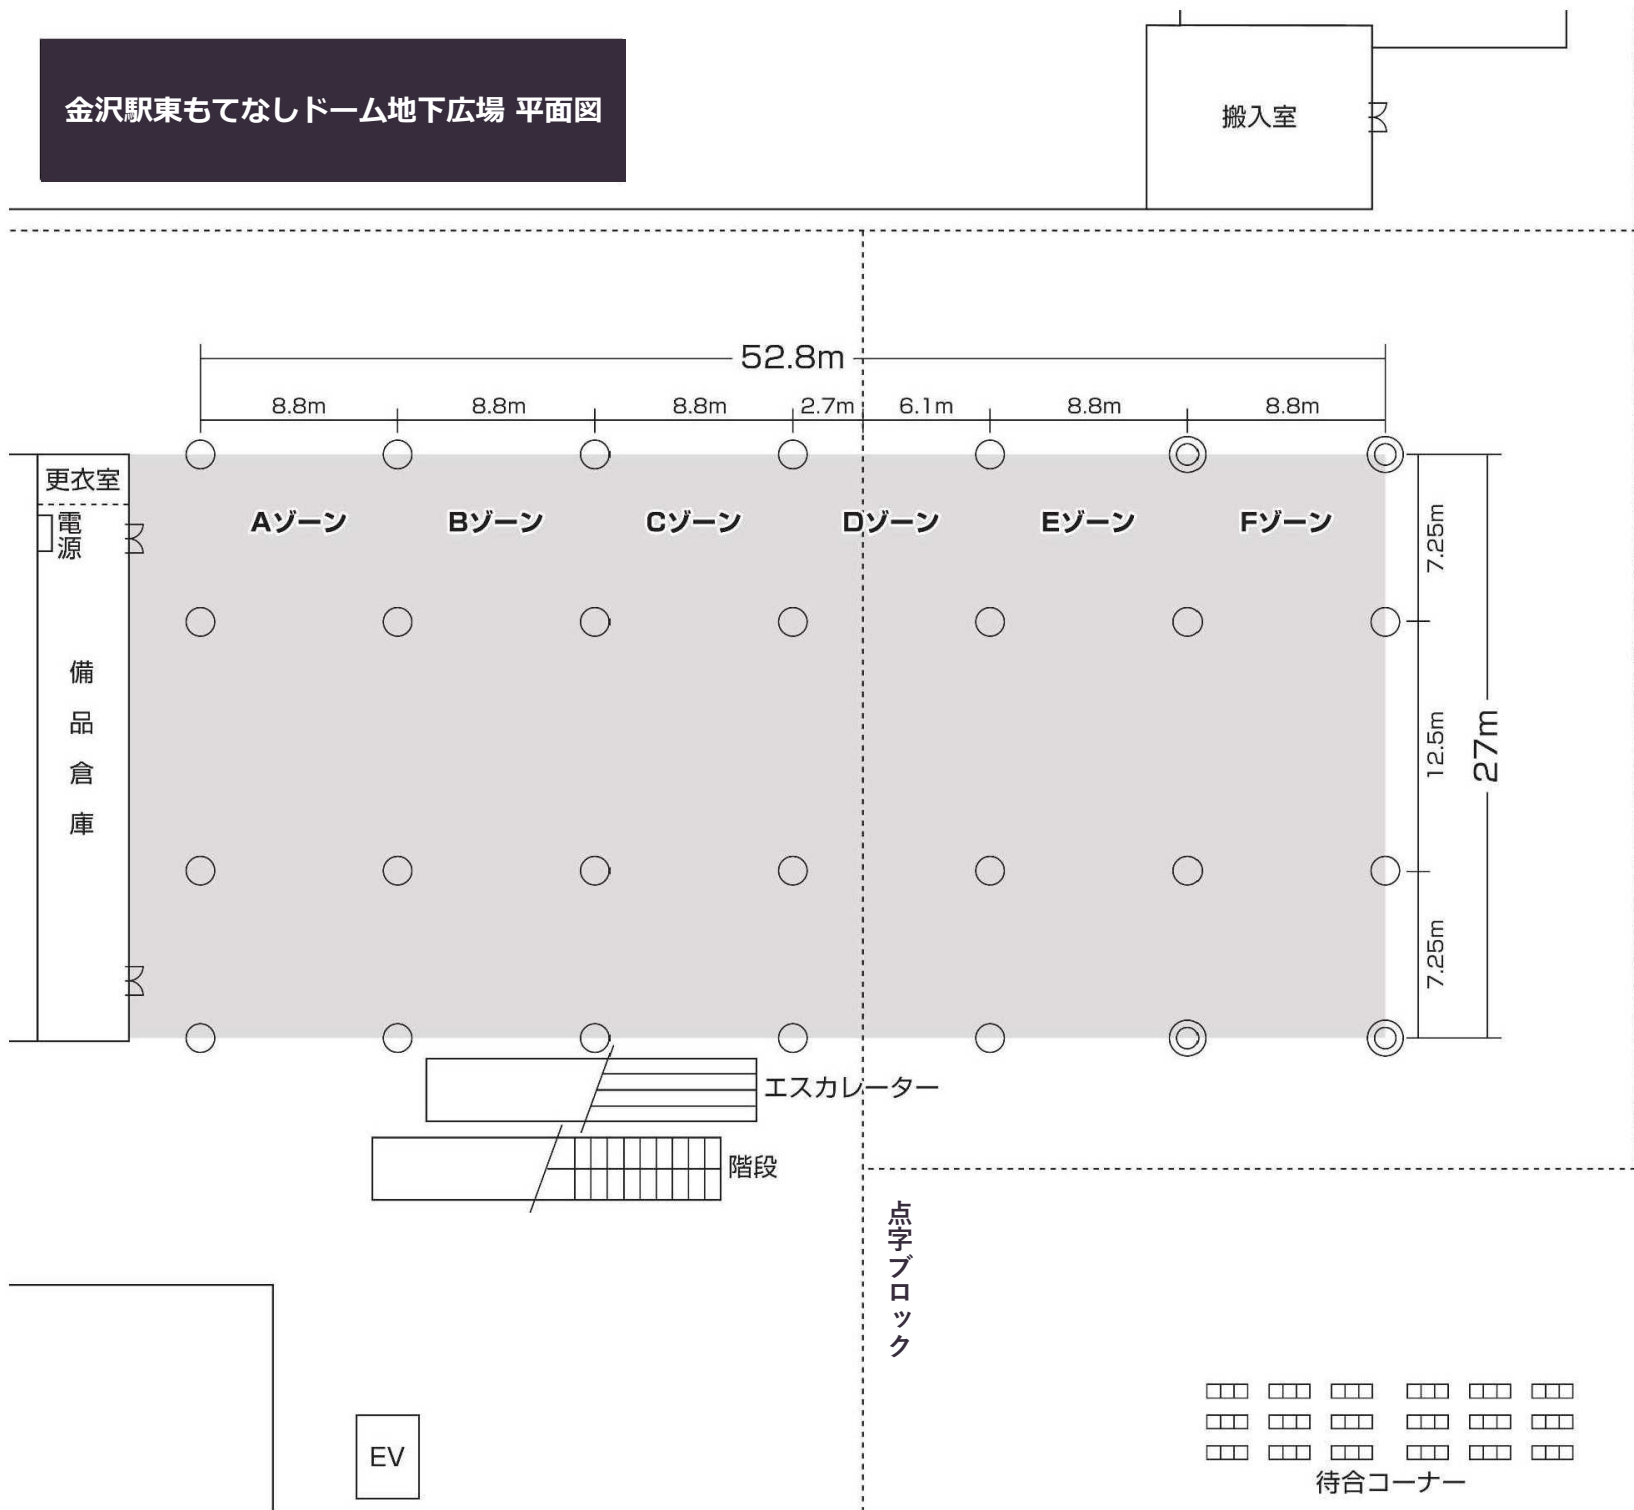 金沢駅東もてなしドーム地下広場 平面図
搬入室
52.8m
8.8m
8.8m
8.8m
2.7m
6.1m
8.8m
8.8m
更衣室
電源
備品倉庫
Aゾーン
Bゾーン
Cゾーン
Dゾーン
Eゾーン
Fゾーン
7.25m
12.5m
7.25m
27m
エスカレーター
階段
点字ブロック
EV
待合コーナー